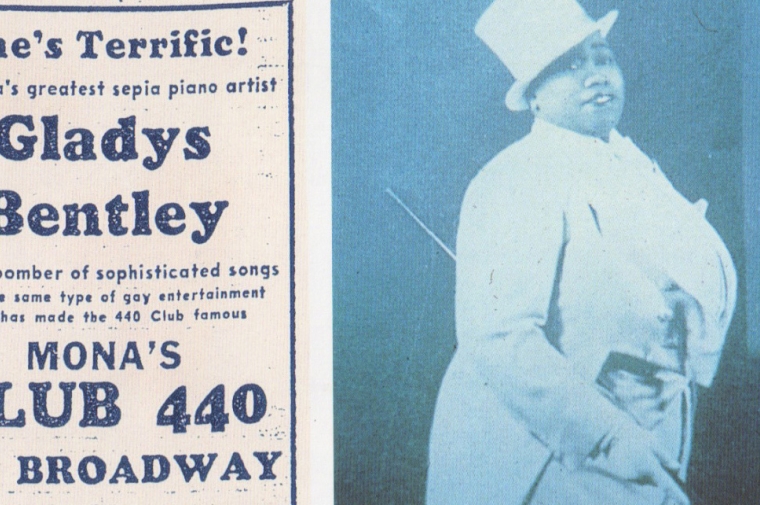 he's Terrific!
a's greatest sepia piano artist
Gladys
Bentley
bomber of sophisticated songs
e same type of gay entertainment
has made the 440 Club famous
MONA'S
LUB 440
BROADWAY